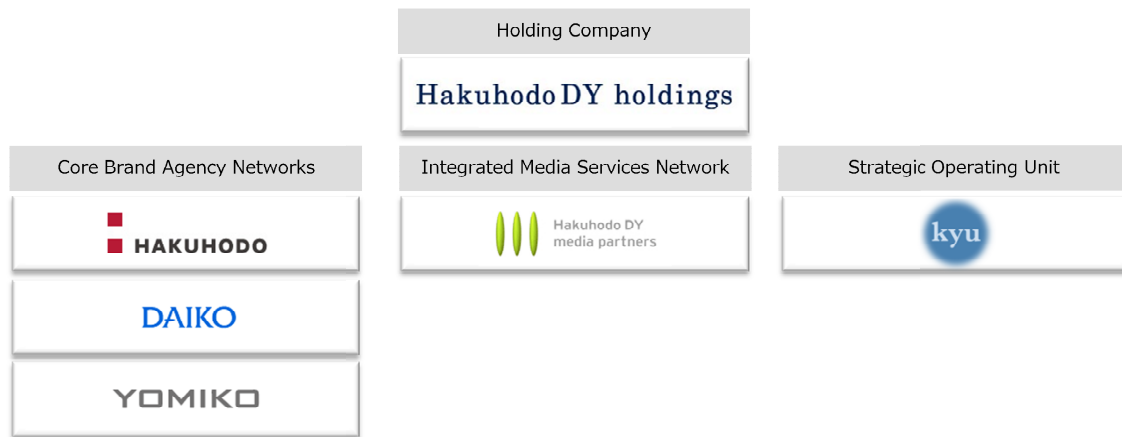 Holding Company
Hakuhodo DY holdings
Core Brand Agency Networks
Integrated Media Services Network
Strategic Operating Unit
HAKUHODO
Hakuhodo DY
media partners
kyu
DAIKO
YOMIKO